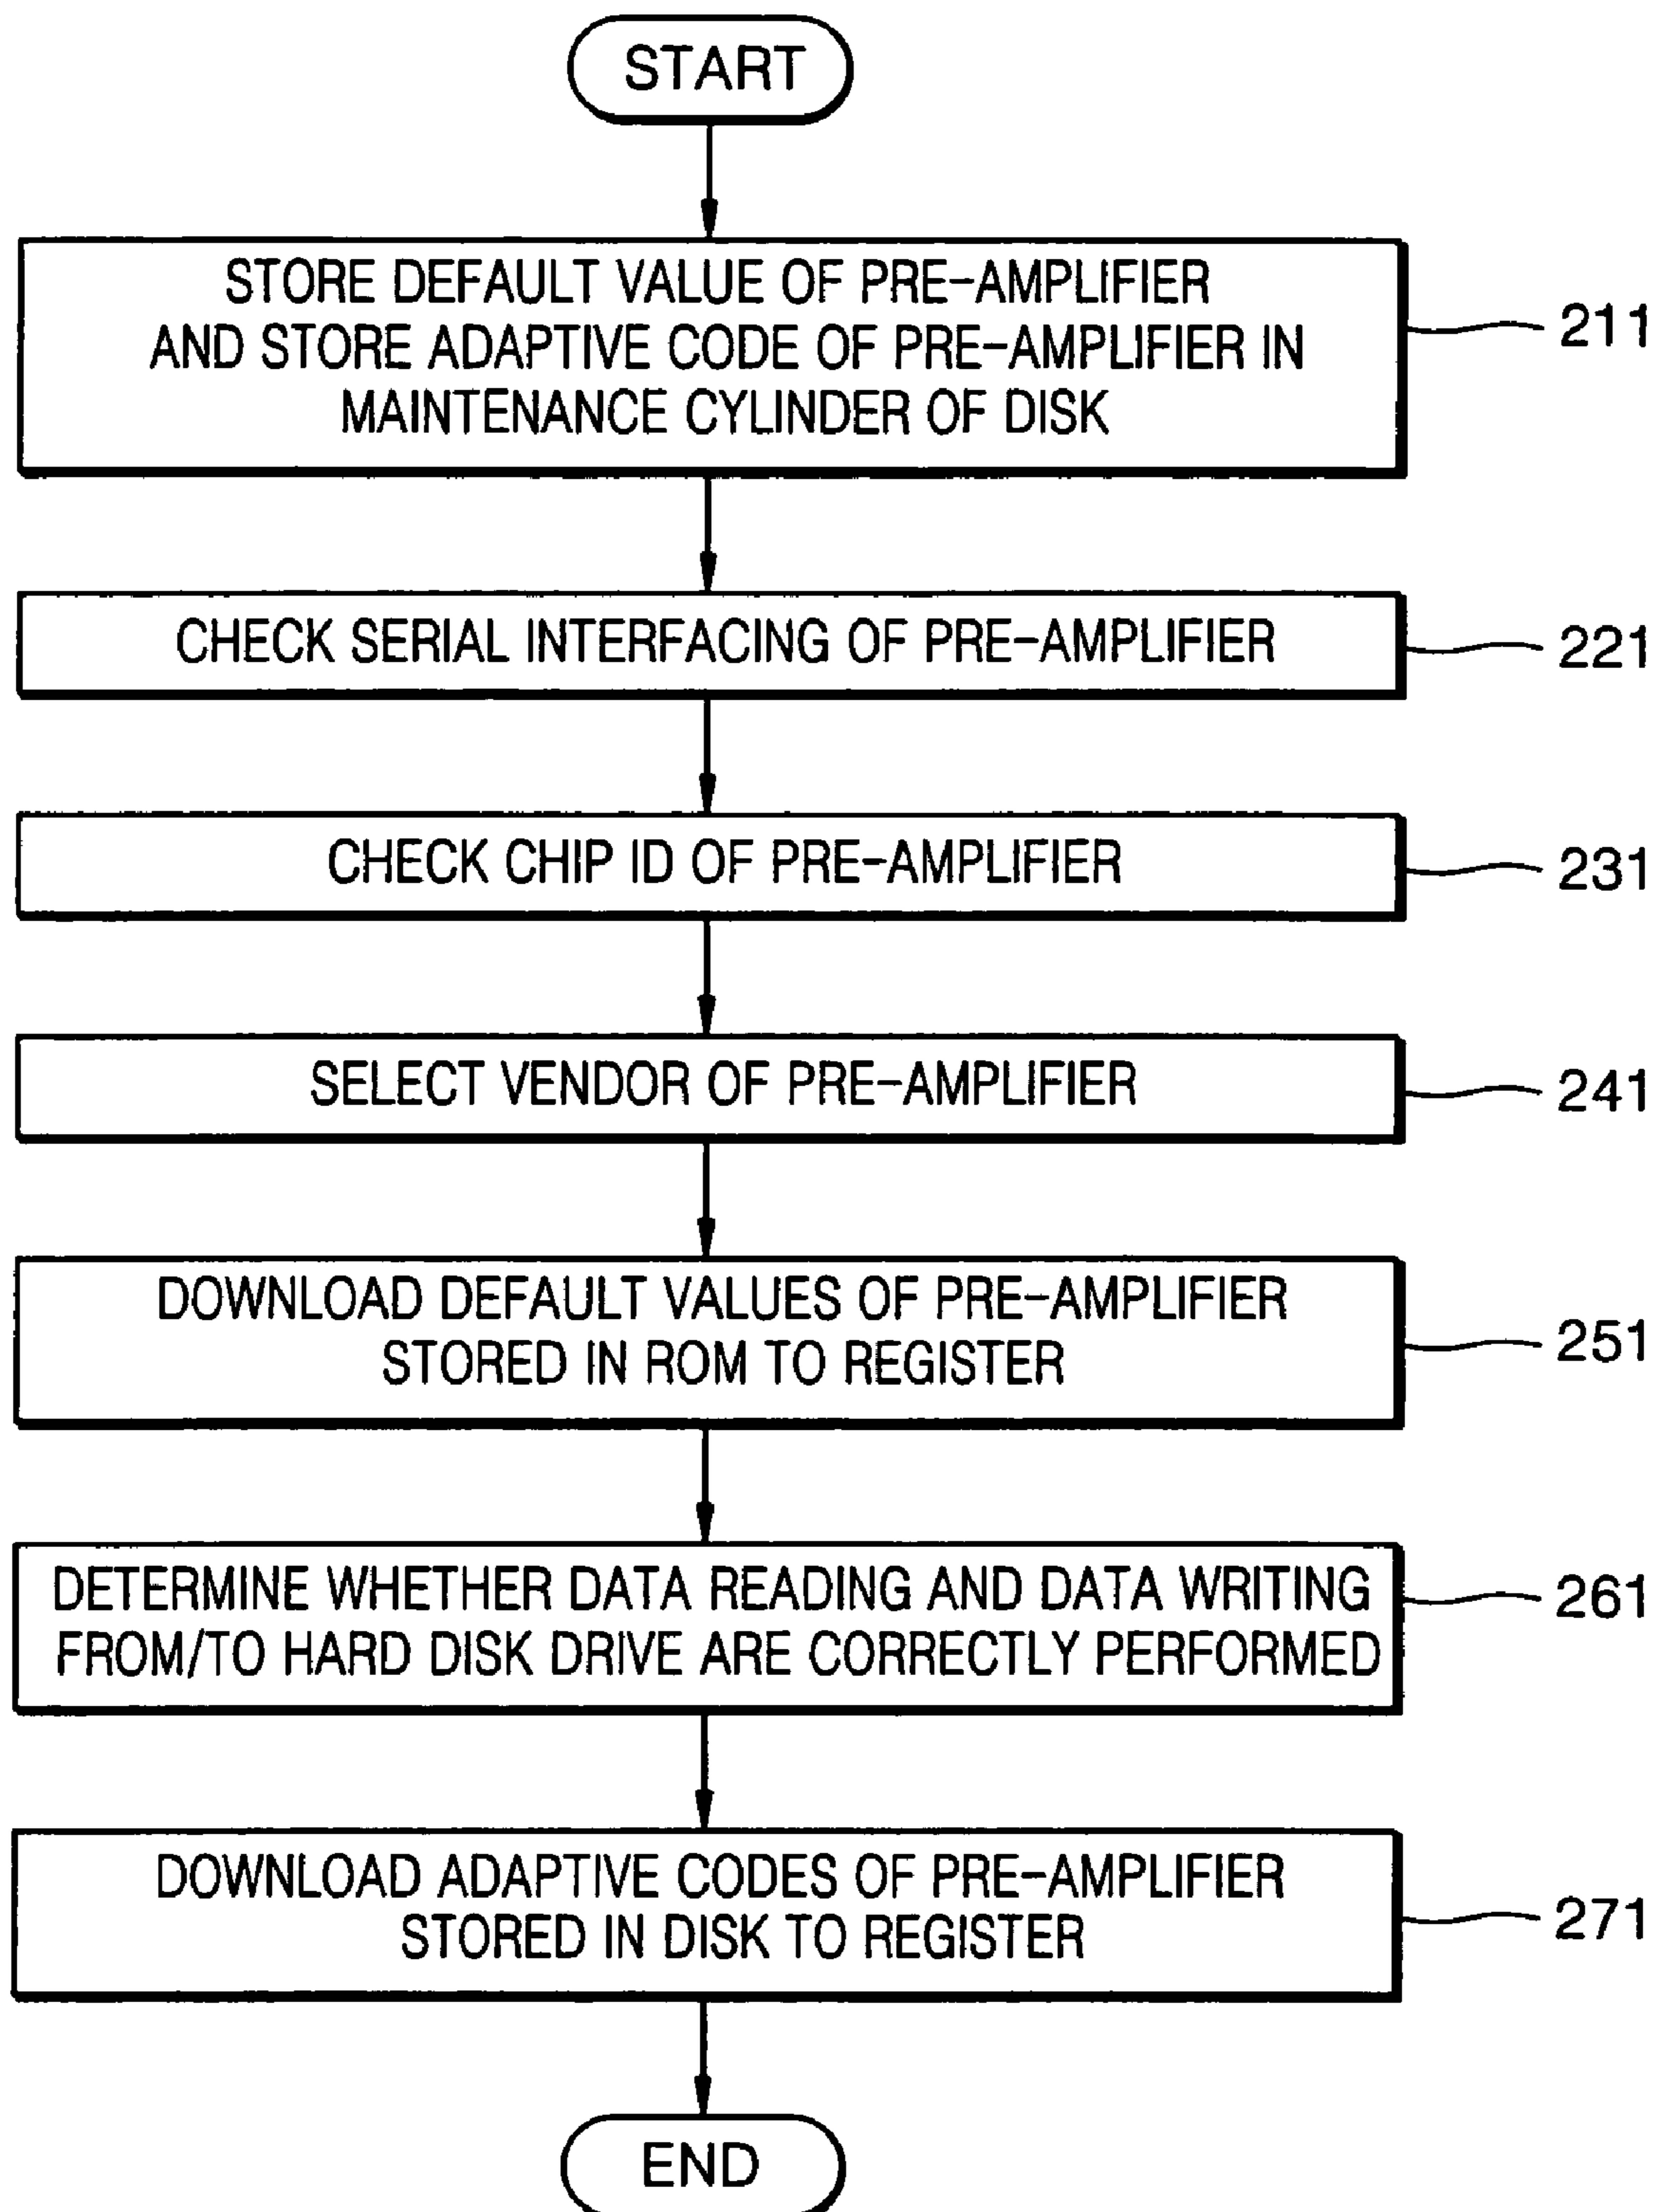 START
STORE DEFAULT VALUE OF PRE-AMPLIFIER
AND STORE ADAPTIVE CODE OF PRE-AMPLIFIER IN
MAINTENANCE CYLINDER OF DISK
211
CHECK SERIAL INTERFACING OF PRE-AMPLIFIER
221
CHECK CHIP ID OF PRE-AMPLIFIER
231
SELECT VENDOR OF PRE-AMPLIFIER
241
DOWNLOAD DEFAULT VALUES OF PRE-AMPLIFIER
STORED IN ROM TO REGISTER
251
DETERMINE WHETHER DATA READING AND DATA WRITING
FROM/TO HARD DISK DRIVE ARE CORRECTLY PERFORMED
261
DOWNLOAD ADAPTIVE CODES OF PRE-AMPLIFIER
STORED IN DISK TO REGISTER
271
END